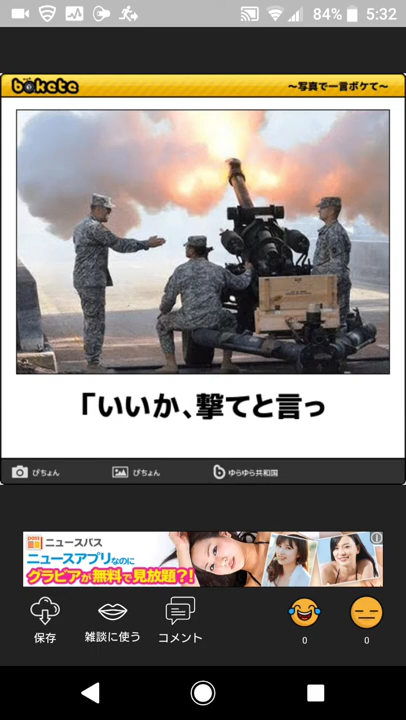 84% 5:32
bokete ～写真で一言ボケて～
「いいか、撃てと言っ
ぴちょん ぴちょん ゆらゆら共和国
ニュースパス
ニュースアプリなのに
グラビアが無料で見放題?!
保存 雑談に使う コメント 0 0